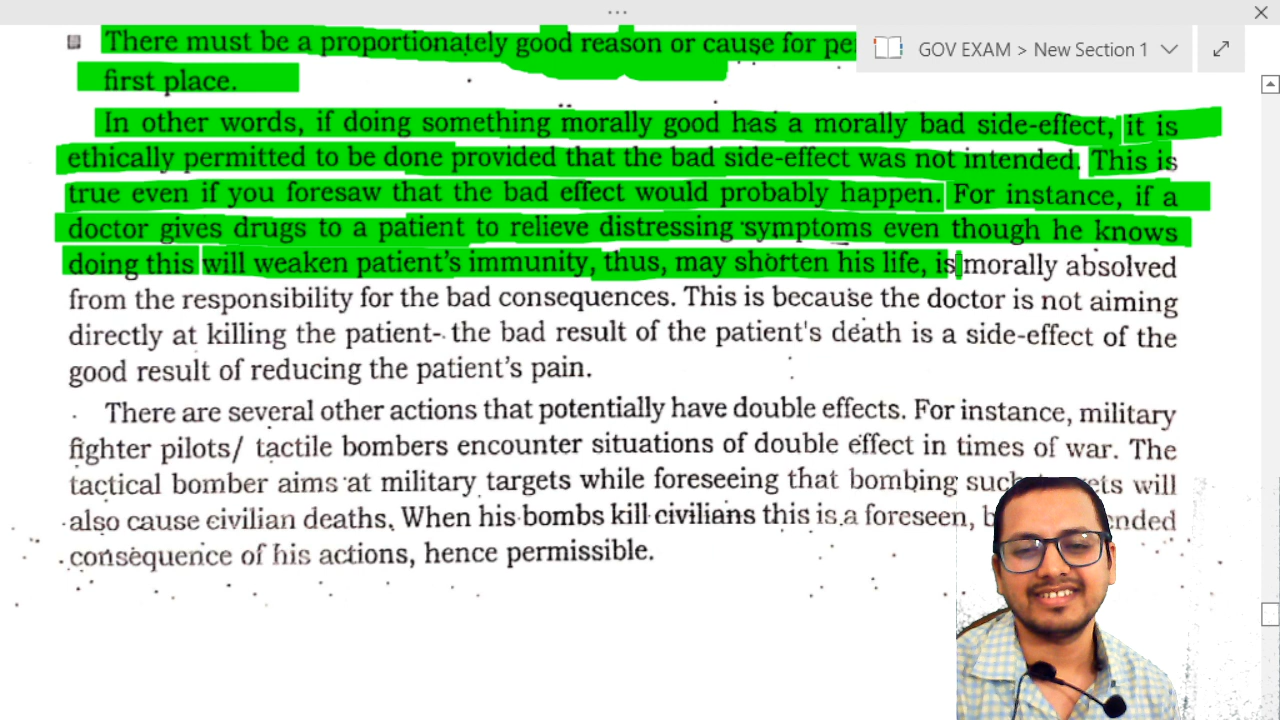 There must be a proportionately good reason or cause for
GOV EXAM > New Section 1
first place.
In other words, if doing something morally good has a morally bad side-effect, it is
ethically permitted to be done provided that the bad side-effect was not intended. This is
true even if you foresaw that the bad effect would probably happen. For instance, if a
doctor gives drugs to a patient to relieve distressing symptoms even though he knows
doing this will weaken patient's immunity, thus, may shorten his life, is morally absolved
from the responsibility for the bad consequences. This is because the doctor is not aiming
directly at killing the patient- the bad result of the patient's death is a side-effect of the
good result of reducing the patient's pain.
There are several other actions that potentially have double effects. For instance, military
fighter pilots/ tactile bombers encounter situations of double effect in times of war. The
tactical bomber aims at military targets while foreseeing that bombing will
also cause civilian deaths. When his bombs kill civilians this is a foreseen,
consequence of his actions, hence permissible.